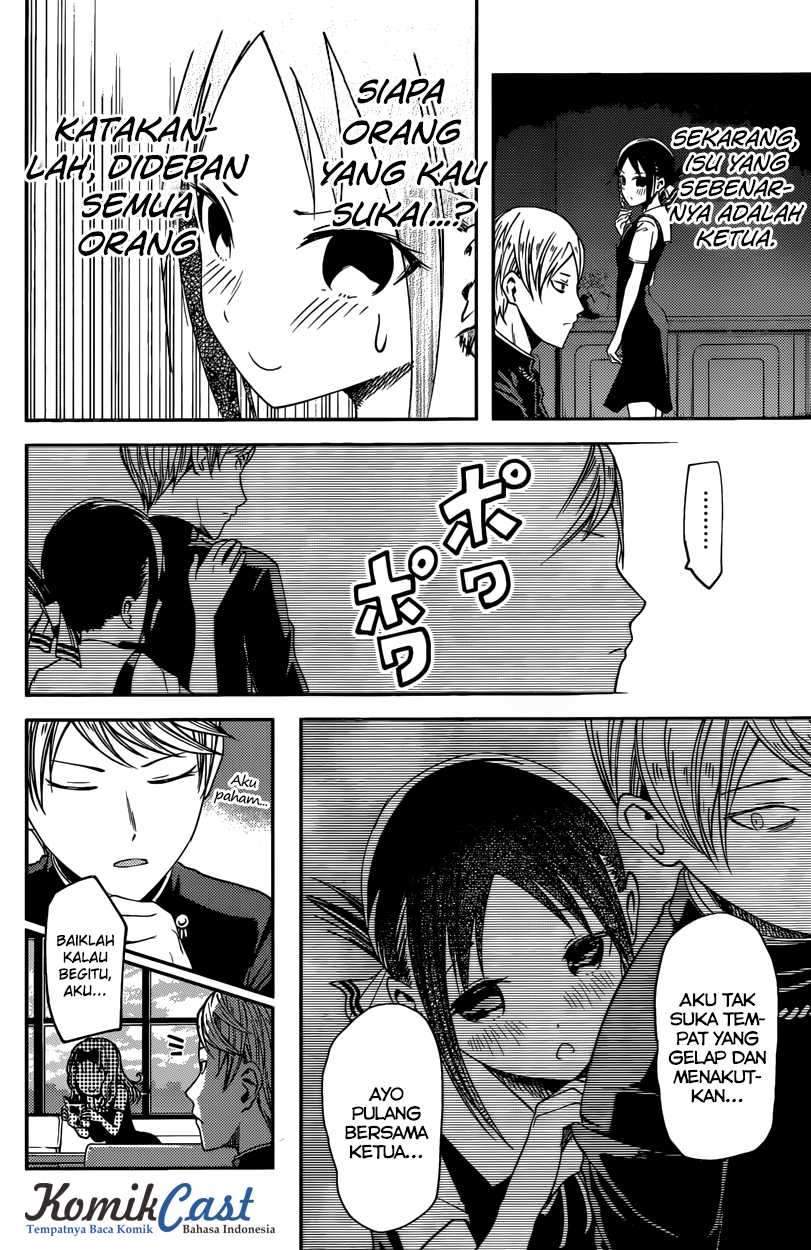 SEKARANG,
ISU YANG
SEBENAR-
NYA ADALAH
KETUA.
SIAPA
ORANG
YANG KAU
SUKAI...?
KATAKAN-
LAH, DIDEPAN
SEMUA
ORANG
........
ポワ
ポワ
AKU TAK
SUKA TEM-
PAT YANG
GELAP DAN
MENAKUT-
KAN...
AYO
PULANG
BERSAMA
KETUA...
Aku
paham...
BAIKLAH
KALAU
BEGITU,
AKU...
KomikCast
Tempatnya Baca Komik Bahasa Indonesia